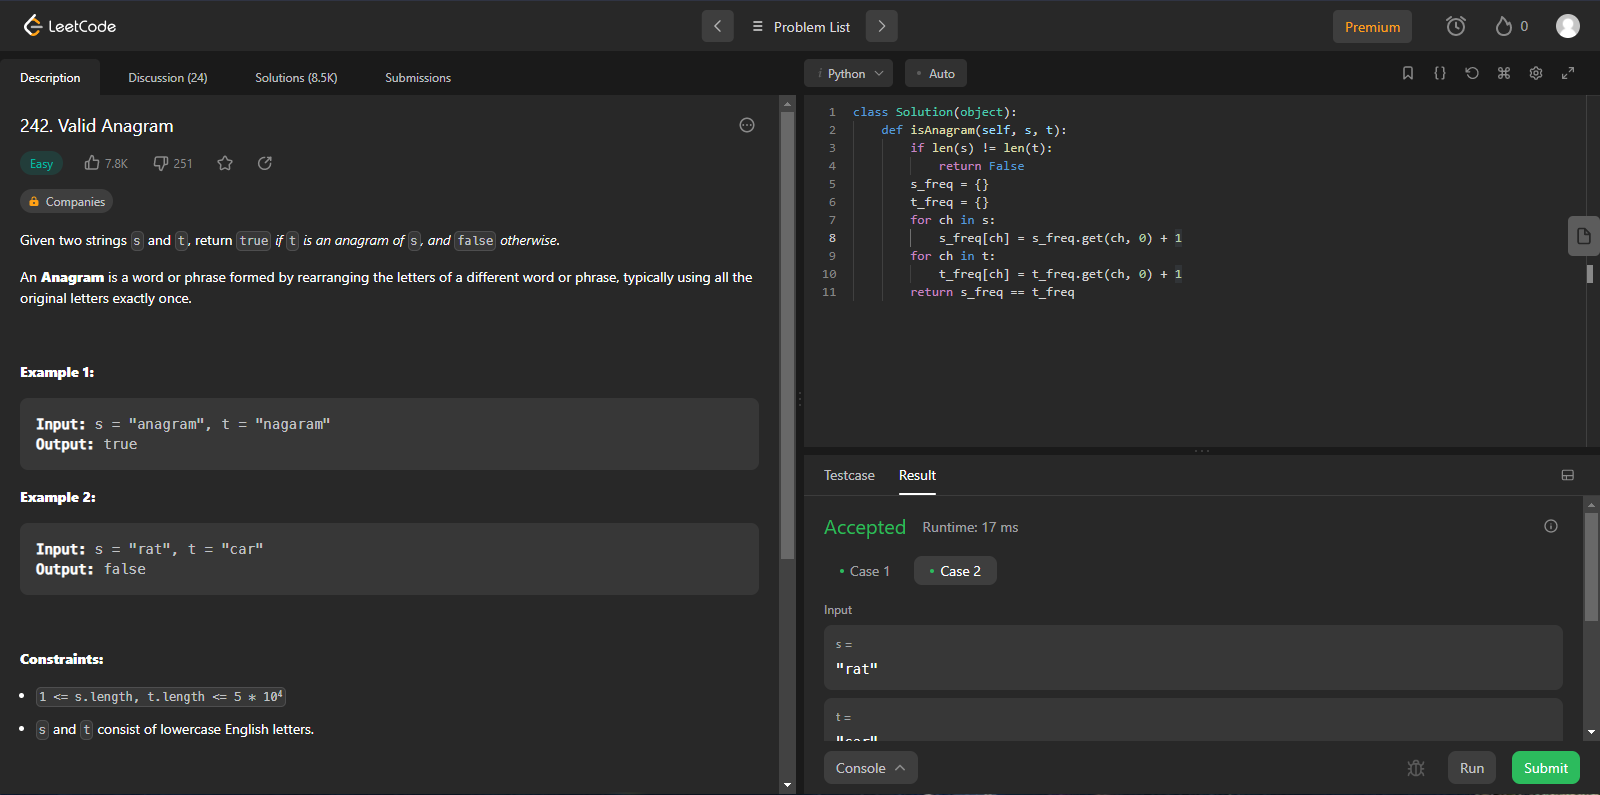 LeetCode
Problem List
Premium
0
Description
Discussion (24)
Solutions (8.5K)
Submissions
242. Valid Anagram
Easy
7.8K
251
Companies
Given two strings s and t, return true if t is an anagram of s, and false otherwise.
An Anagram is a word or phrase formed by rearranging the letters of a different word or phrase, typically using all the
original letters exactly once.
Example 1:
Input: s = "anagram", t = "nagaram"
Output: true
Example 2:
Input: s = "rat", t = "car"
Output: false
Constraints:
• 1 <= s.length, t.length <= 5 * 10⁴
• s and t consist of lowercase English letters.
i Python
• Auto
{}
1 class Solution(object):
2     def isAnagram(self, s, t):
3         if len(s) != len(t):
4             return False
5         s_freq = {}
6         t_freq = {}
7         for ch in s:
8             s_freq[ch] = s_freq.get(ch, 0) + 1
9         for ch in t:
10             t_freq[ch] = t_freq.get(ch, 0) + 1
11         return s_freq == t_freq
Testcase
Result
Accepted
Runtime: 17 ms
• Case 1
• Case 2
Input
s =
"rat"
t =
"car"
Console
Run
Submit